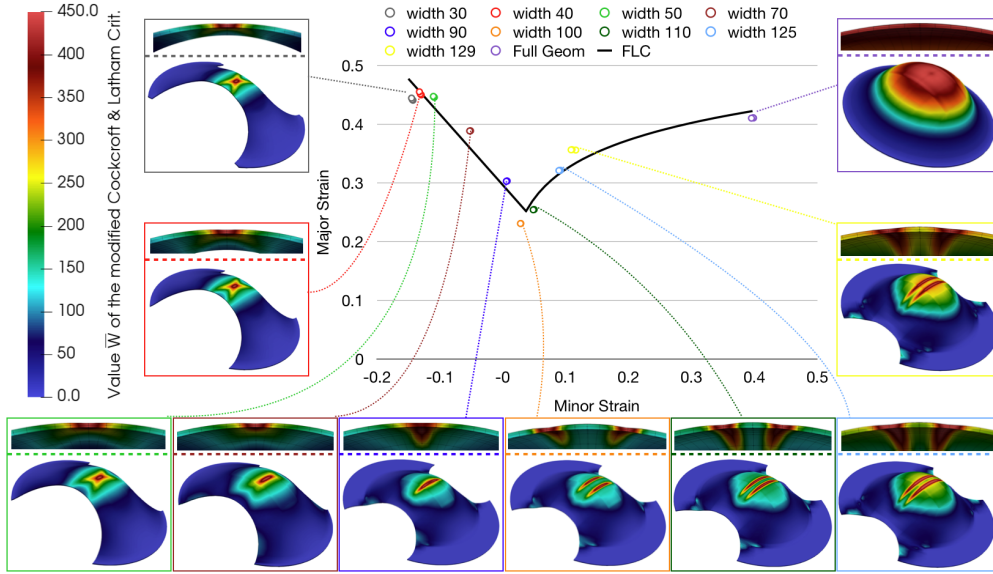 450.0
400
350
300
250
200
150
100
50
0.0
Value W̅ of the modified Cockcroft & Latham Crit.
width 30
width 40
width 50
width 70
width 90
width 100
width 110
width 125
width 129
Full Geom
FLC
0.5
0.4
0.3
0.2
0.1
0
Major Strain
-0.2
-0.1
-0
0.1
0.2
0.3
0.4
0.5
Minor Strain